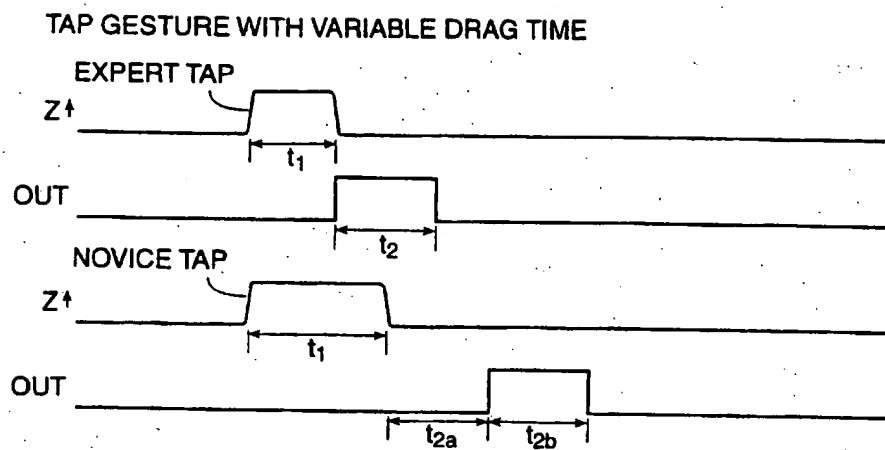 TAP GESTURE WITH VARIABLE DRAG TIME
EXPERT TAP
Z↑
t1
OUT
t2
NOVICE TAP
Z↑
t1
OUT
t2a
t2b